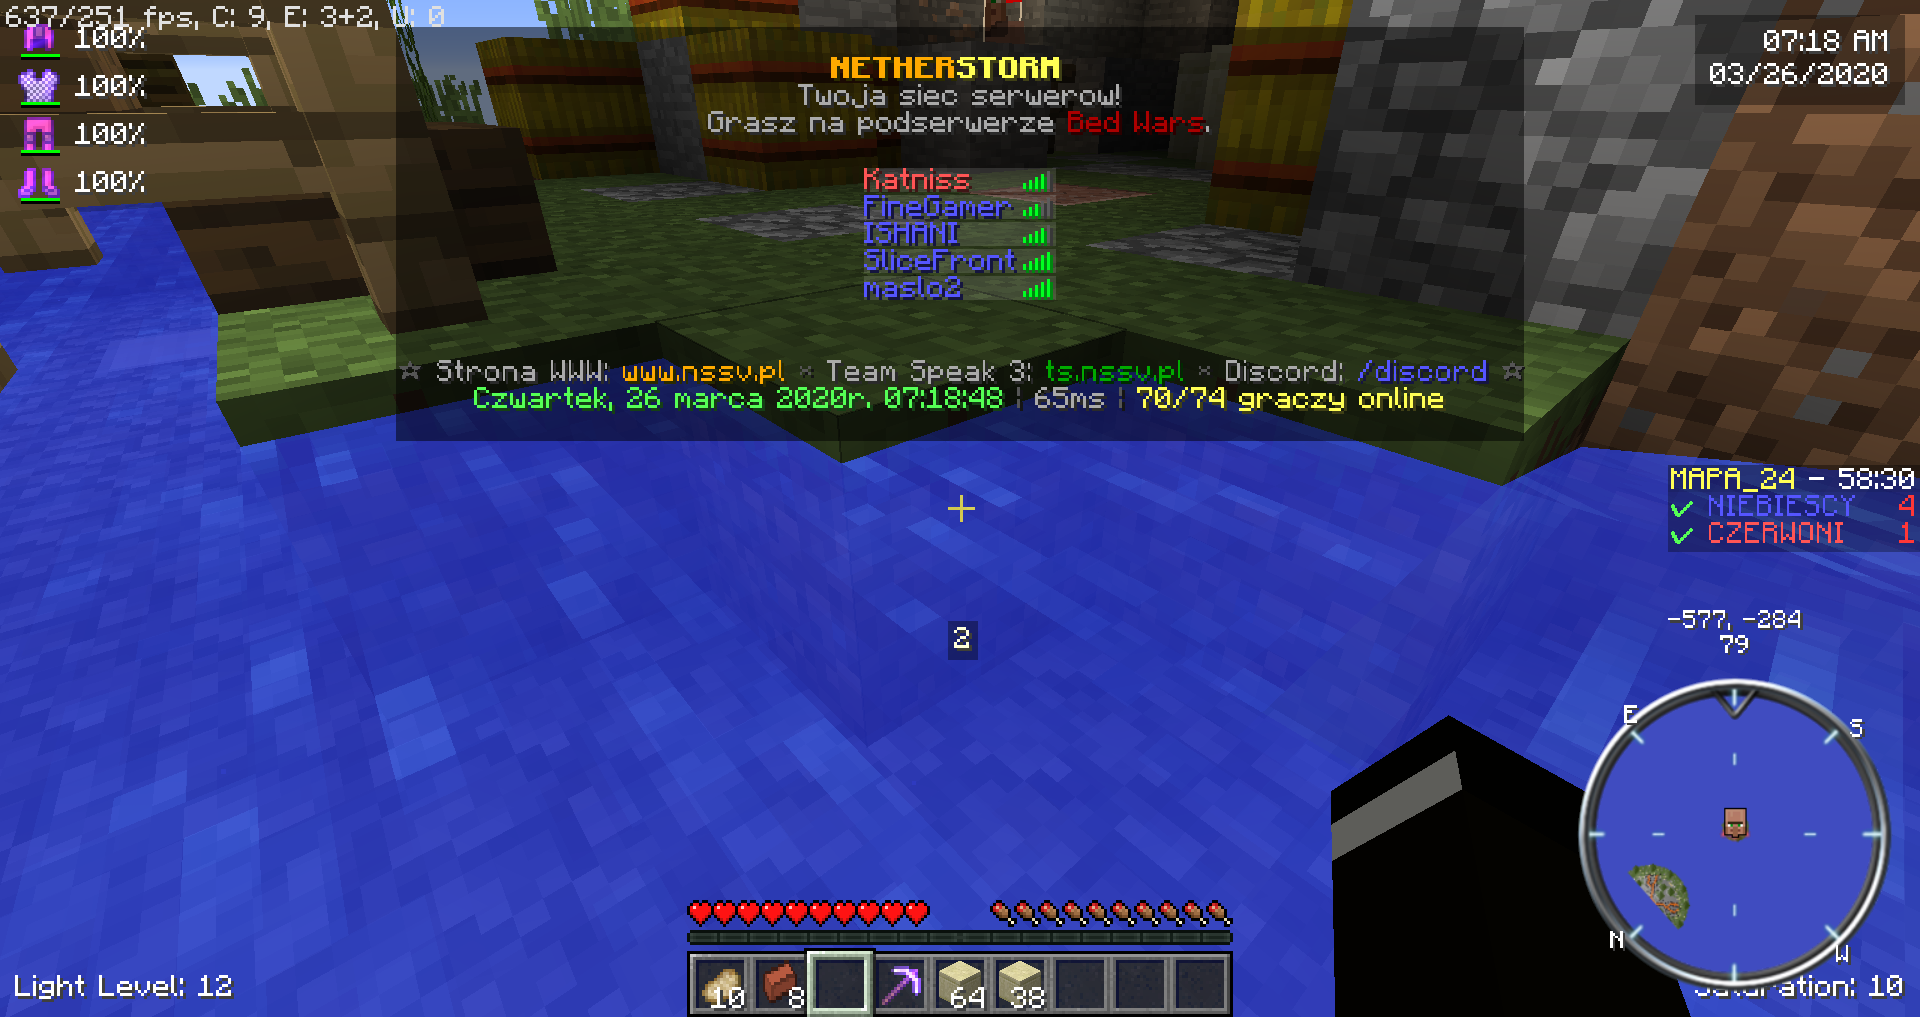 637/251 fps, C: 9, E: 3+2, U: 0
100%
100%
100%
100%
07:18 AM
03/26/2020
NETHERSTORM
Twoja siec serwerow!
Grasz na podserwerze Bed Wars.
Katniss
FineGamer
ISHANI
SliceFront
maslo2
☆ Strona WWW: www.nssv.pl × Team Speak 3: ts.nssv.pl × Discord: /discord ☆
Czwartek, 26 marca 2020r. 07:18:48 | 65ms | 70/74 graczy online
MAPA_24 - 58:30
✓ NIEBIESCY 4
✓ CZERWONI 1
-577, -284
79
2
E
S
N
W
Light Level: 12
Saturation: 10
10
8
64
38